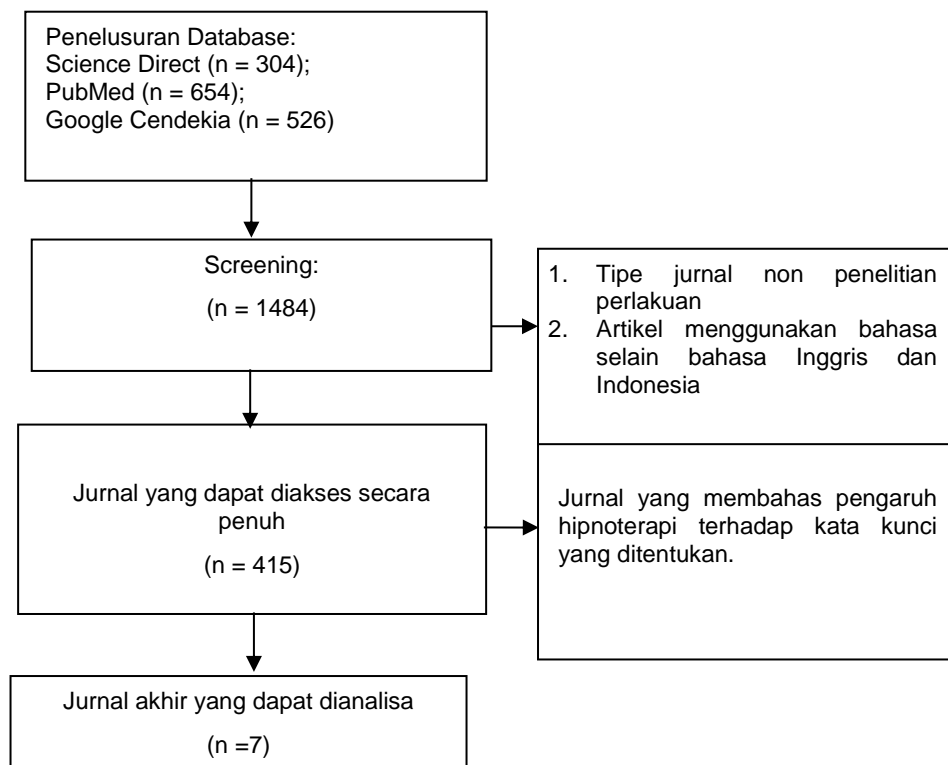 Penelusuran Database:
Science Direct (n = 304);
PubMed (n = 654);
Google Cendekia (n = 526)
Screening:
(n = 1484)
1. Tipe jurnal non penelitian
perlakuan
2. Artikel menggunakan bahasa
selain bahasa Inggris dan
Indonesia
Jurnal yang dapat diakses secara
penuh
(n = 415)
Jurnal yang membahas pengaruh
hipnoterapi terhadap kata kunci
yang ditentukan.
Jurnal akhir yang dapat dianalisa
(n =7)